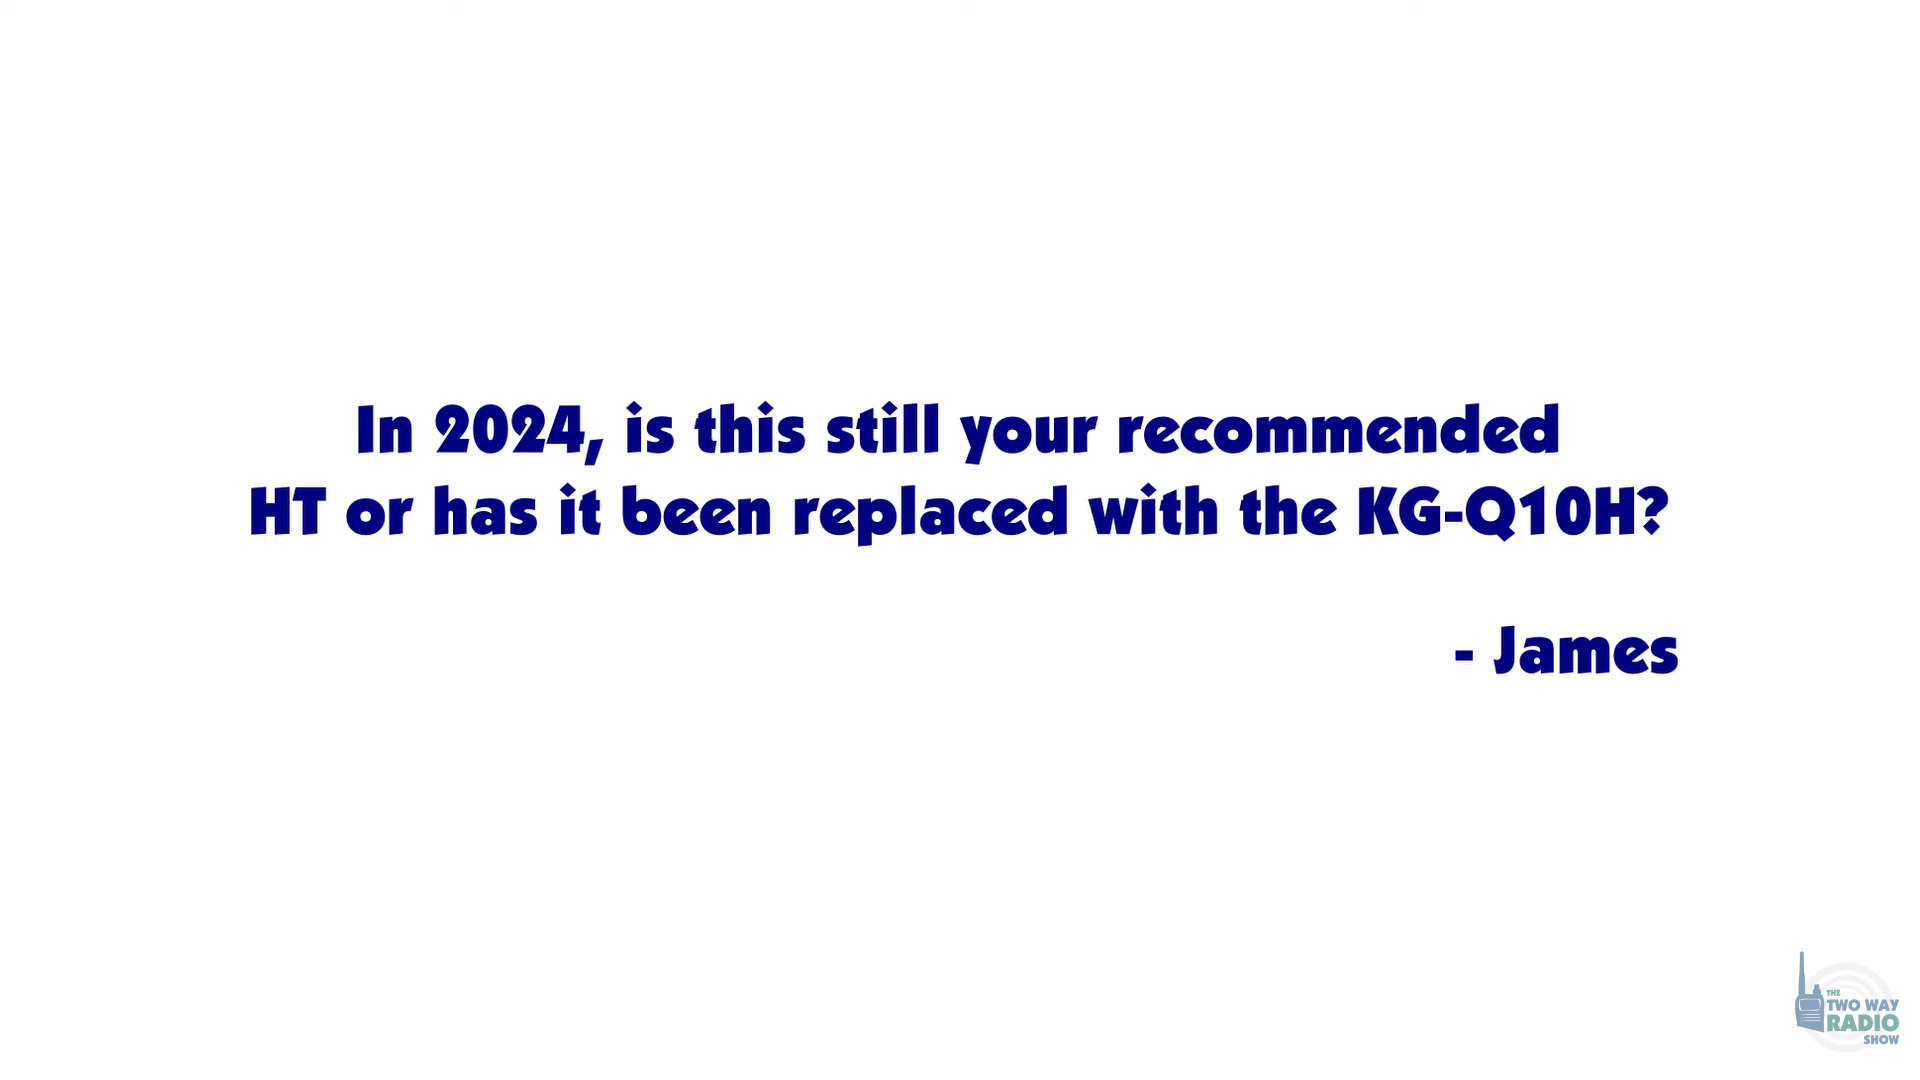 In 2024, is this still your recommended
HT or has it been replaced with the KG-Q10H?
- James
THE
TWO WAY
RADIO
SHOW